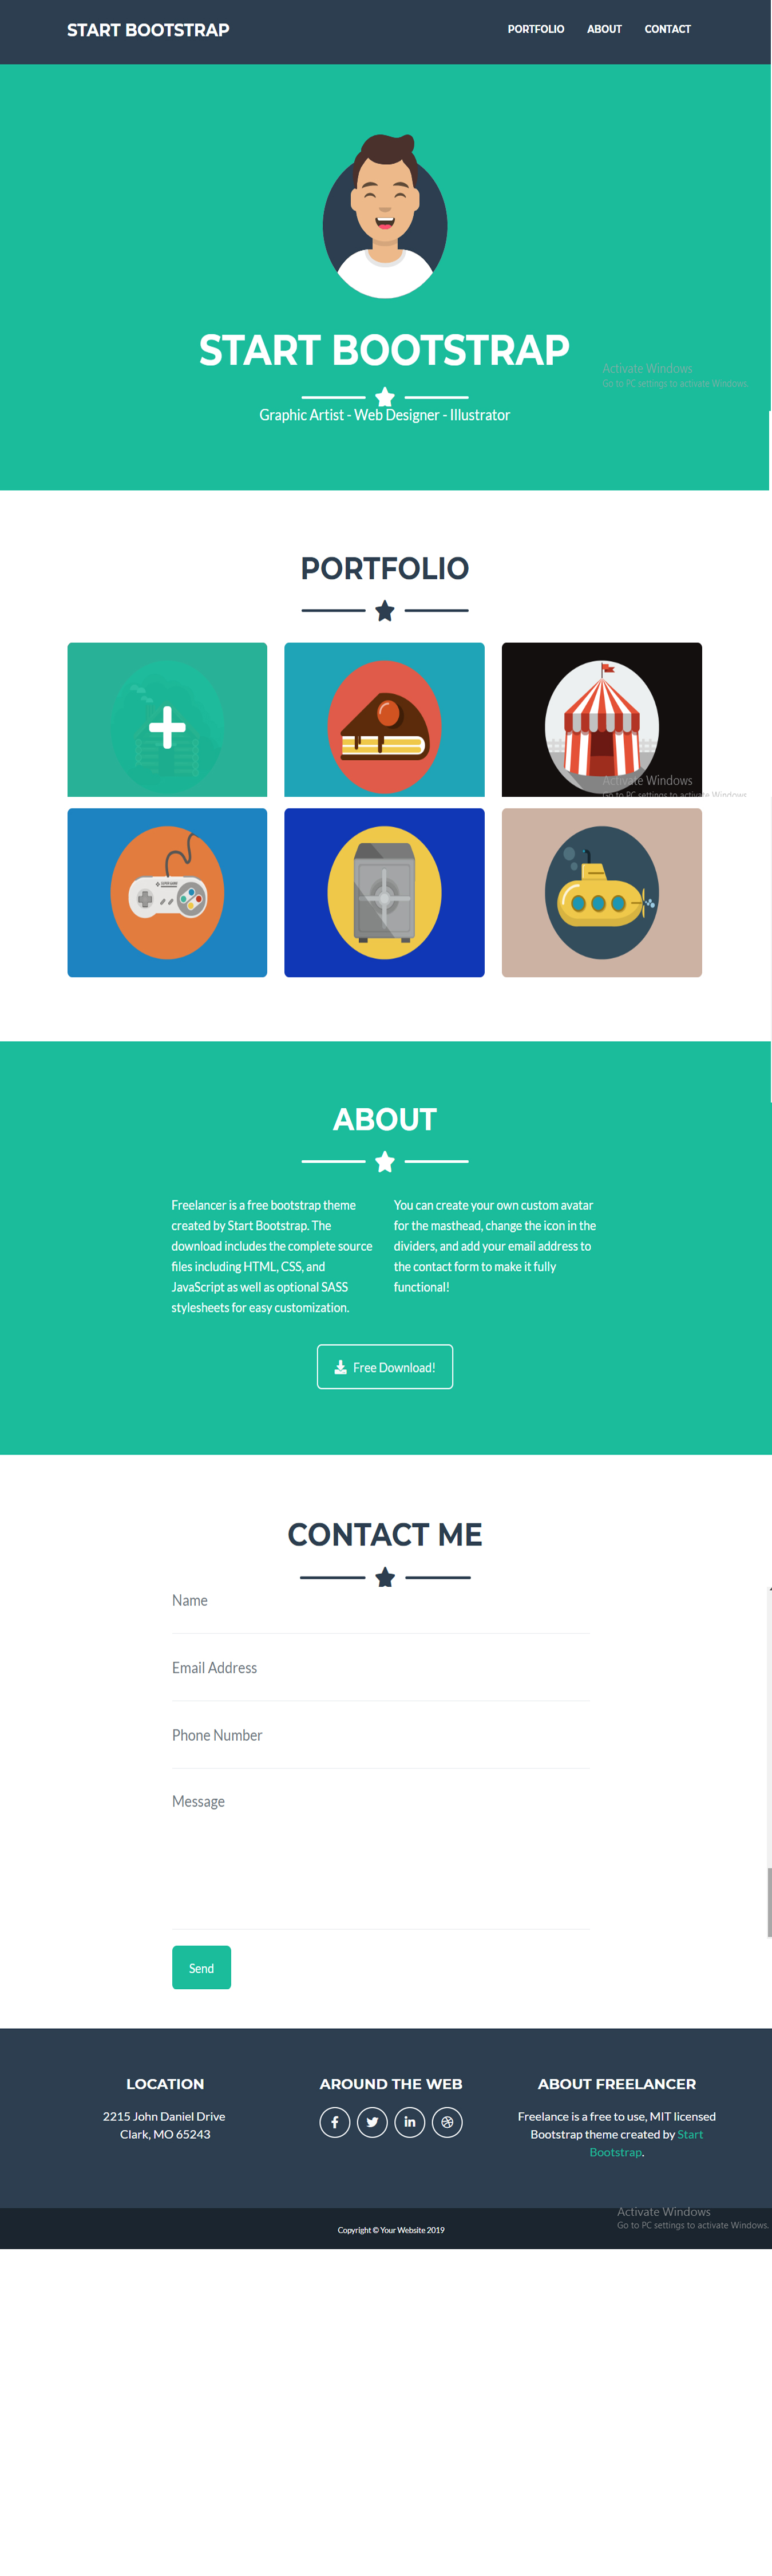 START BOOTSTRAP
PORTFOLIO ABOUT CONTACT
START BOOTSTRAP
Activate Windows
Go to PC settings to activate Windows.
Graphic Artist - Web Designer - Illustrator
PORTFOLIO
Activate Windows
Go to PC settings to activate Windows.
ABOUT
Freelancer is a free bootstrap theme
created by Start Bootstrap. The
download includes the complete source
files including HTML, CSS, and
JavaScript as well as optional SASS
stylesheets for easy customization.
You can create your own custom avatar
for the masthead, change the icon in the
dividers, and add your email address to
the contact form to make it fully
functional!
Free Download!
CONTACT ME
Name
Email Address
Phone Number
Message
Send
LOCATION
2215 John Daniel Drive
Clark, MO 65243
AROUND THE WEB
ABOUT FREELANCER
Freelance is a free to use, MIT licensed
Bootstrap theme created by Start
Bootstrap.
Activate Windows
Go to PC settings to activate Windows.
Copyright © Your Website 2019